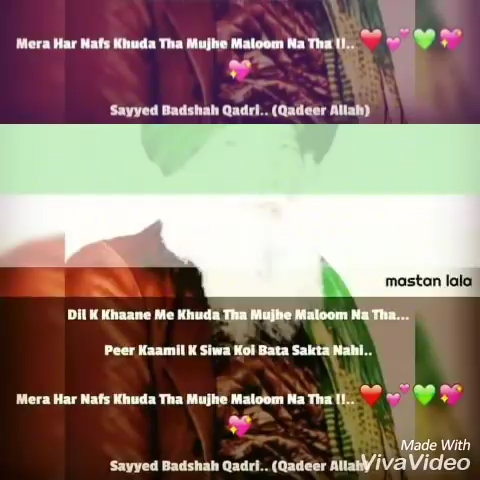 Mera Har Nafs Khuda Tha Mujhe Maloom Na Tha !!.. ❤️💕💚💖
💖
Sayyed Badshah Qadri.. (Qadeer Allah)
mastan lala
Dil K Khaane Me Khuda Tha Mujhe Maloom Na Tha...
Peer Kaamil K Siwa Koi Bata Sakta Nahi..
Mera Har Nafs Khuda Tha Mujhe Maloom Na Tha !!.. ❤️💕💚💖
💖
Sayyed Badshah Qadri.. (Qadeer Allah)
Made With
VivaVideo